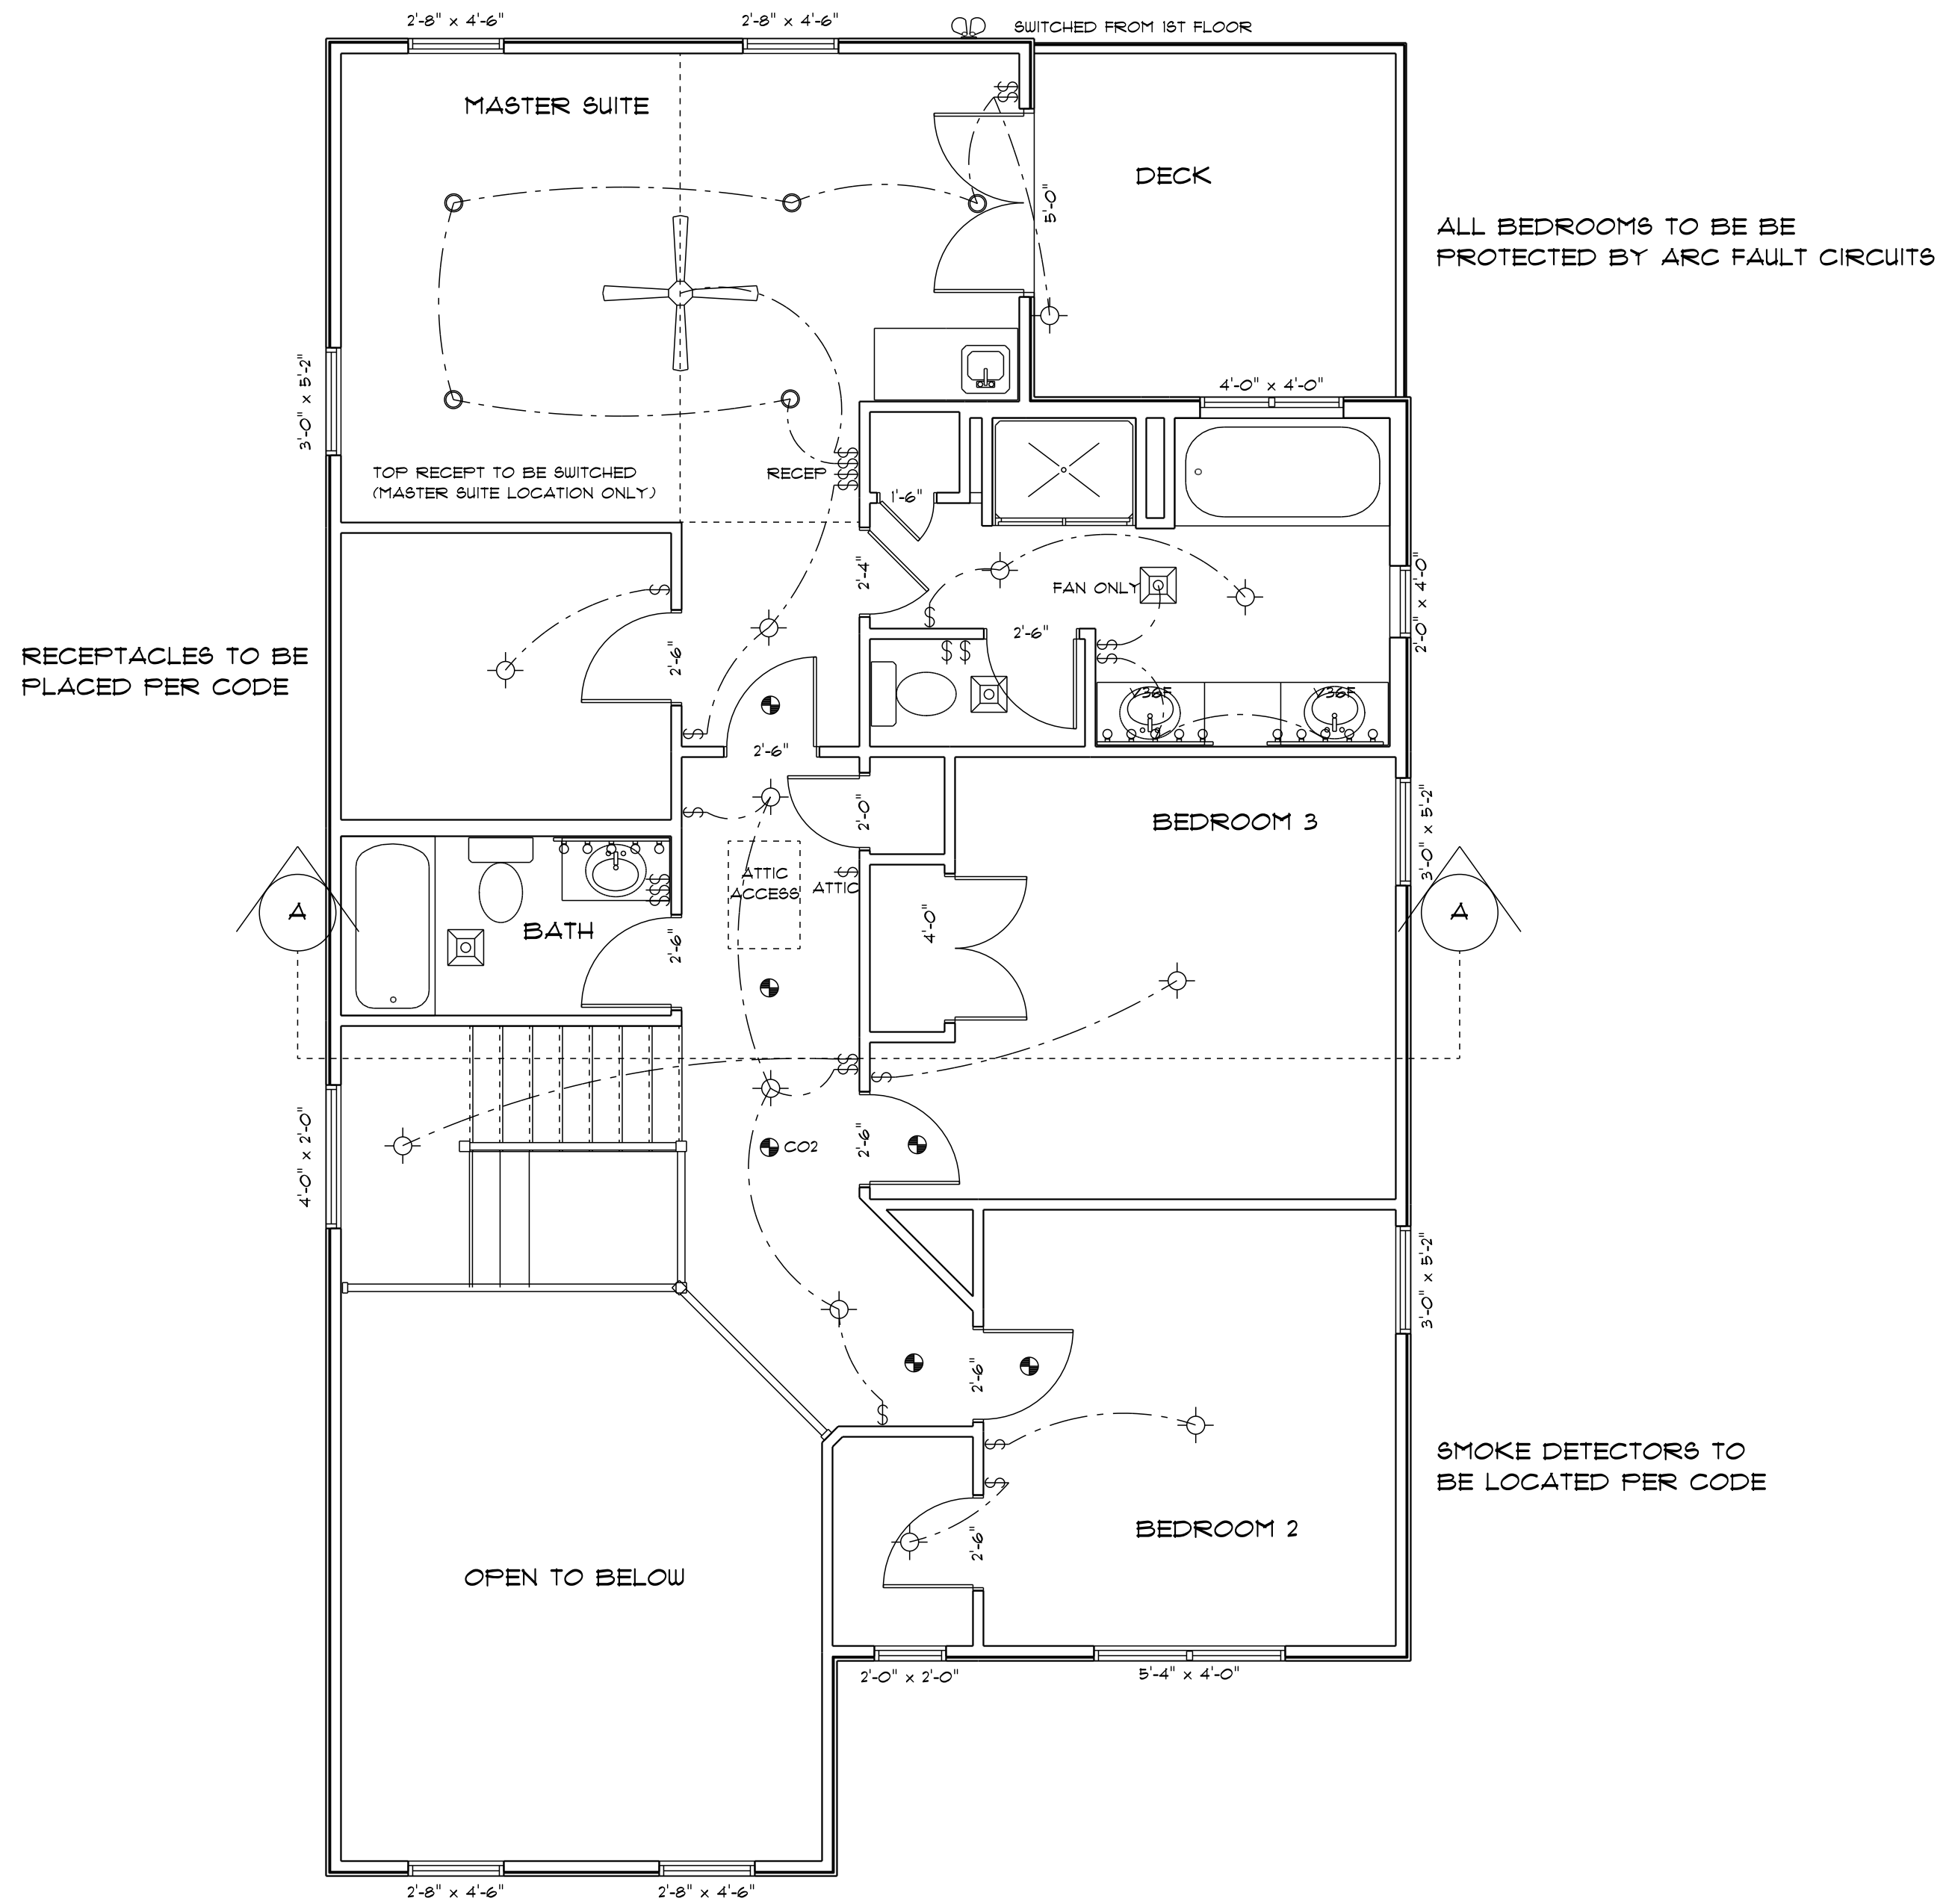 2'-8" x 4'-6"
2'-8" x 4'-6"
SWITCHED FROM 1ST FLOOR
MASTER SUITE
DECK
5'-0"
ALL BEDROOMS TO BE BE
PROTECTED BY ARC FAULT CIRCUITS
3'-0" x 5'-2"
4'-0" x 4'-0"
TOP RECEPT TO BE SWITCHED
(MASTER SUITE LOCATION ONLY)
RECEP
$
$
$
$
$
$
1'-6"
2'-4"
FAN ONLY
2'-0" x 4'-0"
$
$
2'-6"
$ $
$
$
RECEPTACLES TO BE
PLACED PER CODE
2'-6"
V36F
V36F
$
2'-6"
$
2'-0"
BEDROOM 3
3'-0" x 5'-2"
ATTIC
ACCESS
$
ATTIC
$
$
$
A
A
BATH
2'-6"
4'-0"
$
$
$
4'-0" x 2'-0"
CO2
2'-6"
3'-0" x 5'-2"
2'-6"
$
$
$
SMOKE DETECTORS TO
BE LOCATED PER CODE
2'-6"
BEDROOM 2
OPEN TO BELOW
2'-0" x 2'-0"
5'-4" x 4'-0"
2'-8" x 4'-6"
2'-8" x 4'-6"